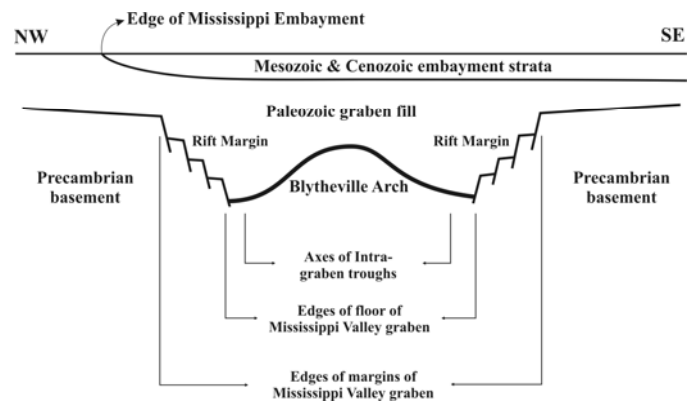 Edge of Mississippi Embayment
NW
SE
Mesozoic & Cenozoic embayment strata
Paleozoic graben fill
Rift Margin
Rift Margin
Precambrian
basement
Blytheville Arch
Precambrian
basement
Axes of Intra-
graben troughs
Edges of floor of
Mississippi Valley graben
Edges of margins of
Mississippi Valley graben